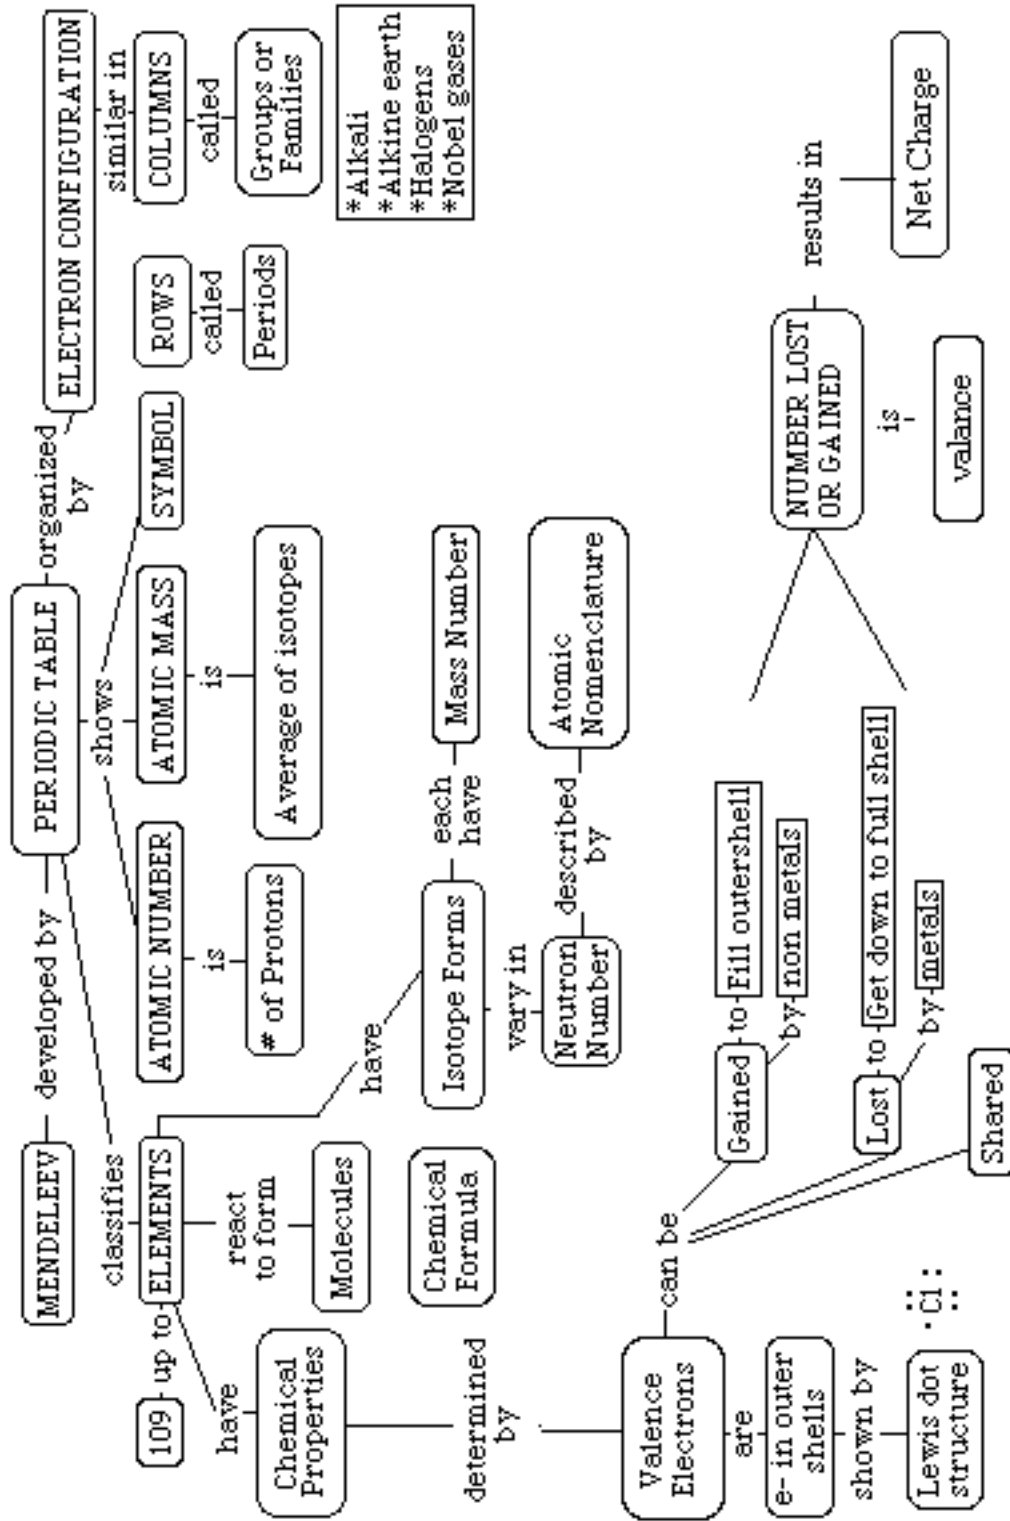 MENDELEEV
developed by
PERIODIC TABLE
organized
by
ELECTRON CONFIGURATION
classifies
shows
similar in
109
up to
ELEMENTS
ATOMIC NUMBER
ATOMIC MASS
SYMBOL
ROWS
COLUMNS
have
react
to form
have
is
is
called
called
Chemical
Properties
Molecules
# of Protons
Average of isotopes
Periods
Groups or
Families
*Alkali
*Alkine earth
*Halogens
*Nobel gases
Chemical
Formula
Isotope Forms
each
have
Mass Number
determined
by
vary in
Neutron
Number
described
by
Atomic
Nomenclature
Valence
Electrons
can be
Gained
to
Fill outershell
by
non metals
are
e- in outer
shells
Lost
to
Get down to full shell
by
metals
NUMBER LOST
OR GAINED
results in
Net Charge
is
valance
shown by
Shared
Lewis dot
structure
Cl